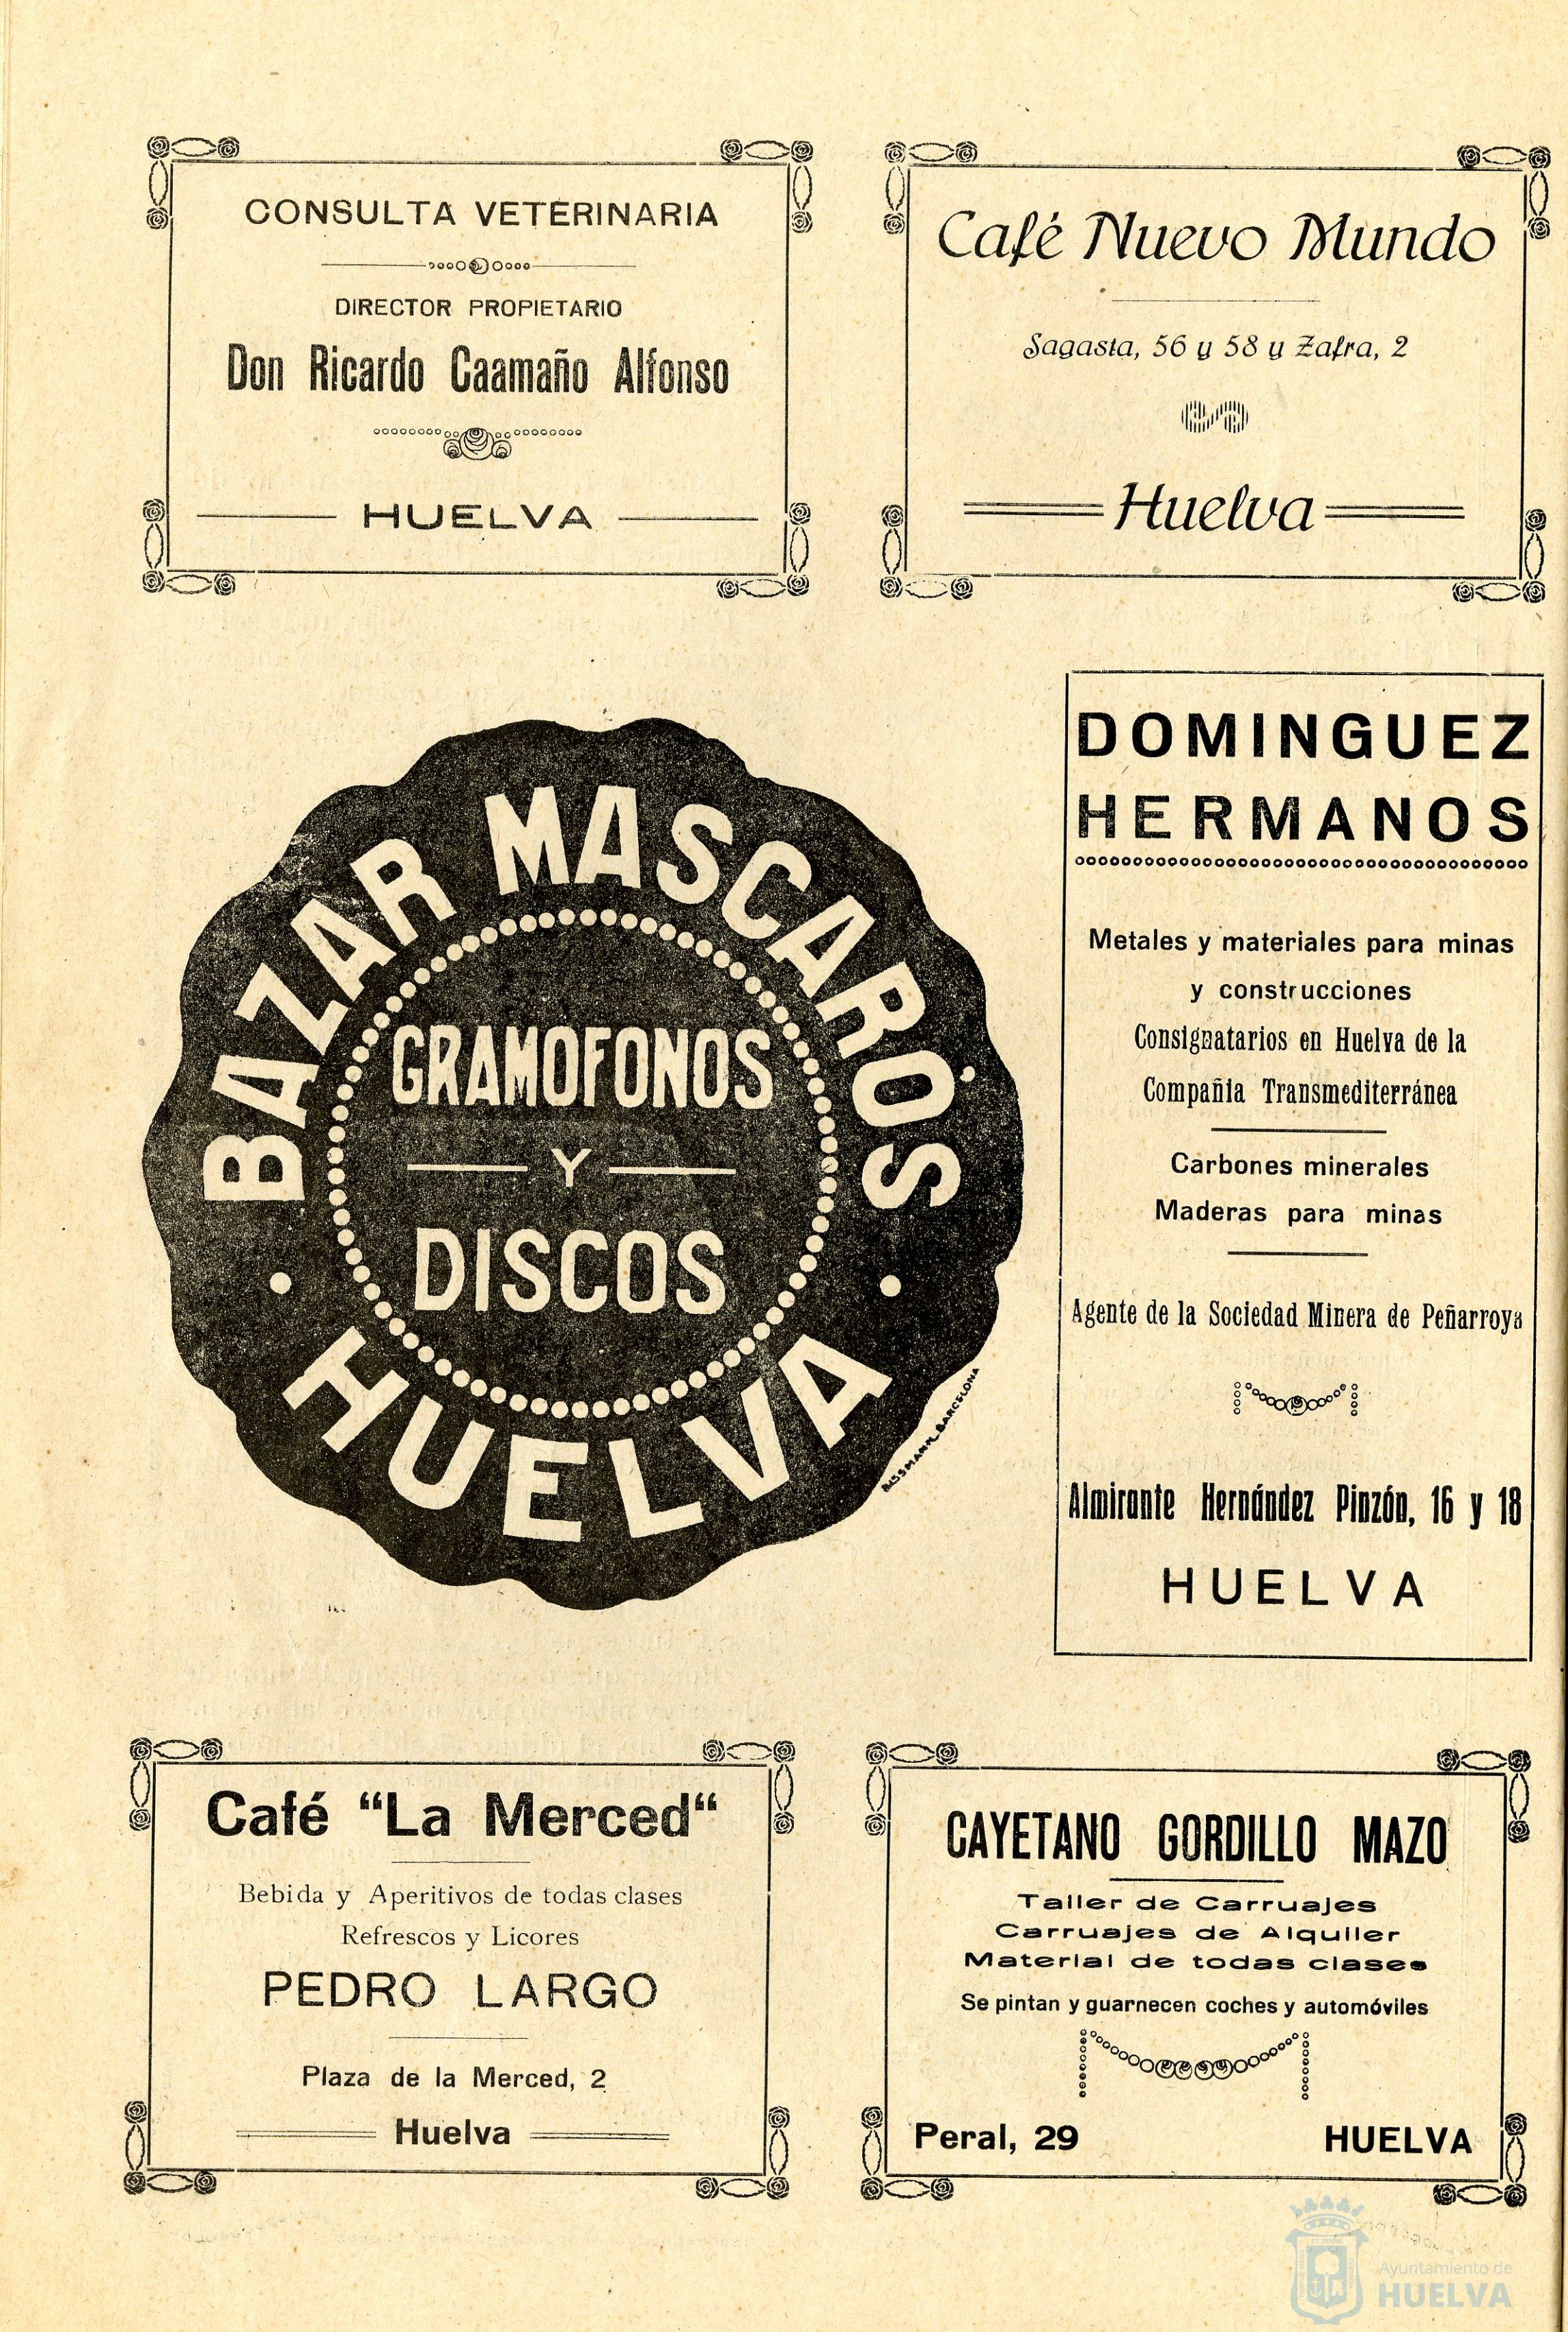 CONSULTA VETERINARIA
DIRECTOR PROPIETARIO
Don Ricardo Caamaño Alfonso
HUELVA
Café Nuevo Mundo
Sagasta, 56 y 58 y Zafra, 2
Huelva
BAZAR MASCAROS
GRAMOFONOS
Y
DISCOS
HUELVA
BARCELONA
DOMINGUEZ
HERMANOS
Metales y materiales para minas
y construcciones
Consignatarios en Huelva de la
Compañia Transmediterránea
Carbones minerales
Maderas para minas
Agente de la Sociedad Minera de Peñarroya
Almirante Hernández Pinzón, 16 y 18
HUELVA
Café “La Merced“
Bebida y Aperitivos de todas clases
Refrescos y Licores
PEDRO LARGO
Plaza de la Merced, 2
Huelva
CAYETANO GORDILLO MAZO
Taller de Carruajes
Carruajes de Alquiler
Material de todas clases
Se pintan y guarnecen coches y automóviles
Peral, 29 HUELVA
Ayuntamiento de
HUELVA